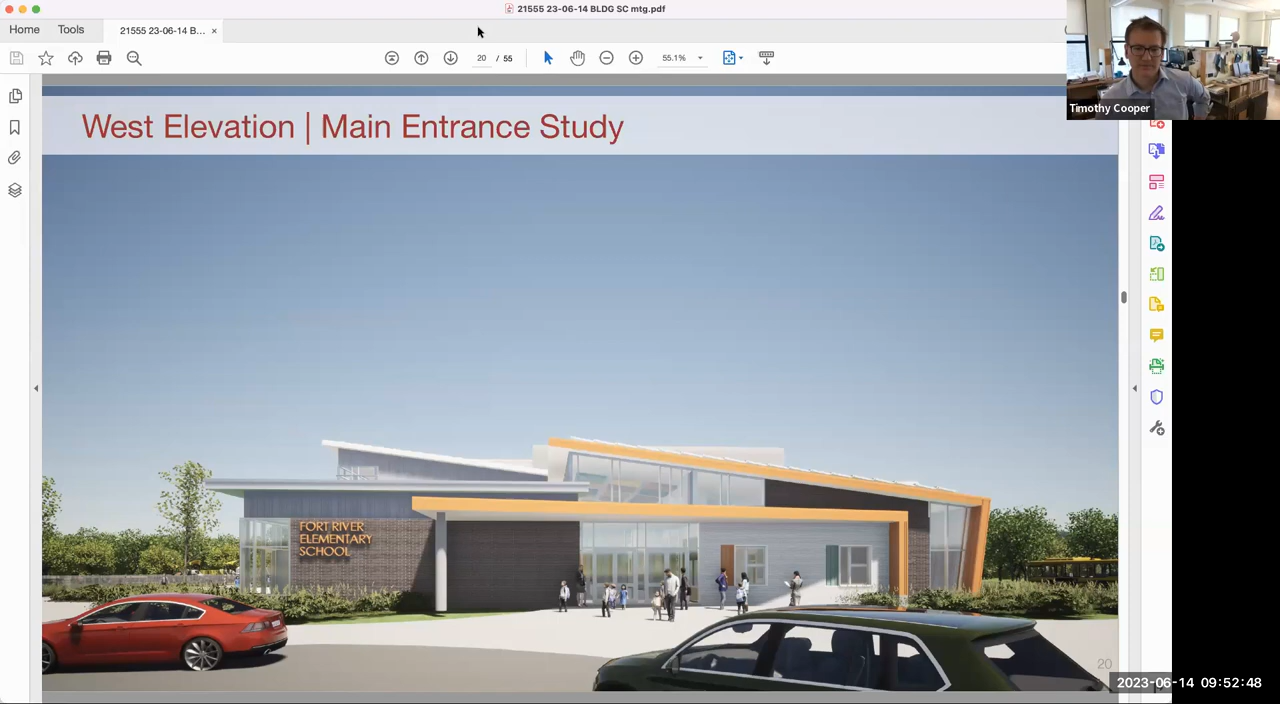 21555 23-06-14 BLDG SC mtg.pdf
Home
Tools
21555 23-06-14 B... ×
20 / 55
55.1%
Timothy Cooper
West Elevation | Main Entrance Study
FORT RIVER
ELEMENTARY
SCHOOL
20
2023-06-14 09:52:48